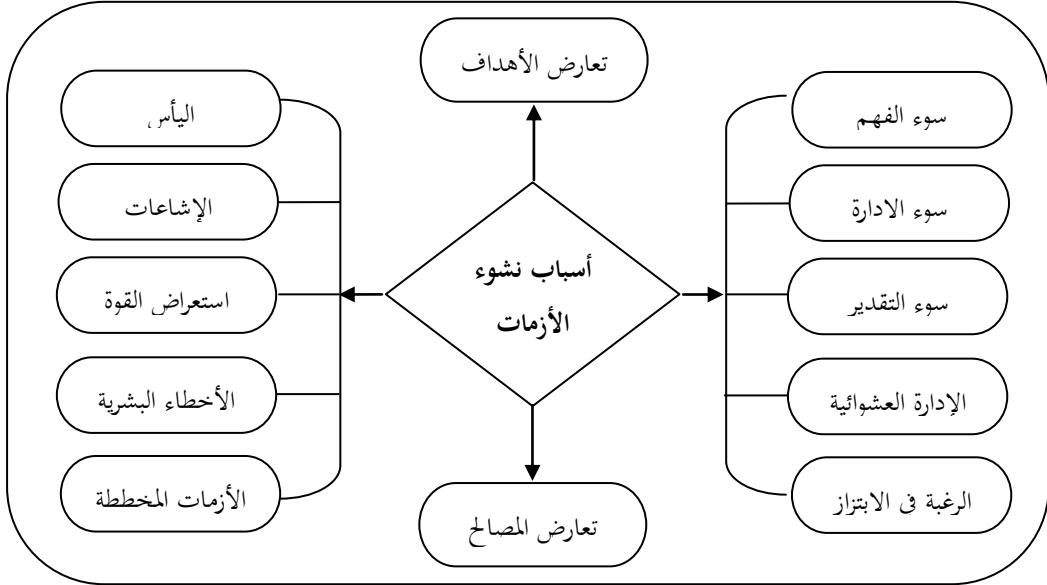 تعارض الأهداف
سوء الفهم
سوء الادارة
سوء التقدير
الإدارة العشوائية
الرغبة في الابتزاز
أسباب نشوء
الأزمات
اليأس
الإشاعات
استعراض القوة
الأخطاء البشرية
الأزمات المخططة
تعارض المصالح